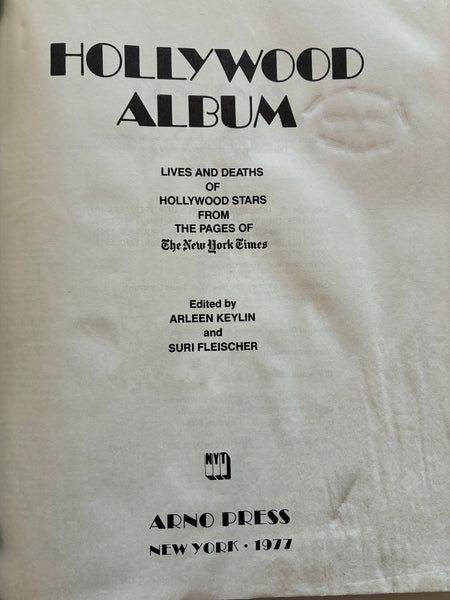 HOLLYWOOD
ALBUM
LIVES AND DEATHS
OF
HOLLYWOOD STARS
FROM
THE PAGES OF
The New York Times
Edited by
ARLEEN KEYLIN
and
SURI FLEISCHER
NYT
ARNO PRESS
NEW YORK • 1977